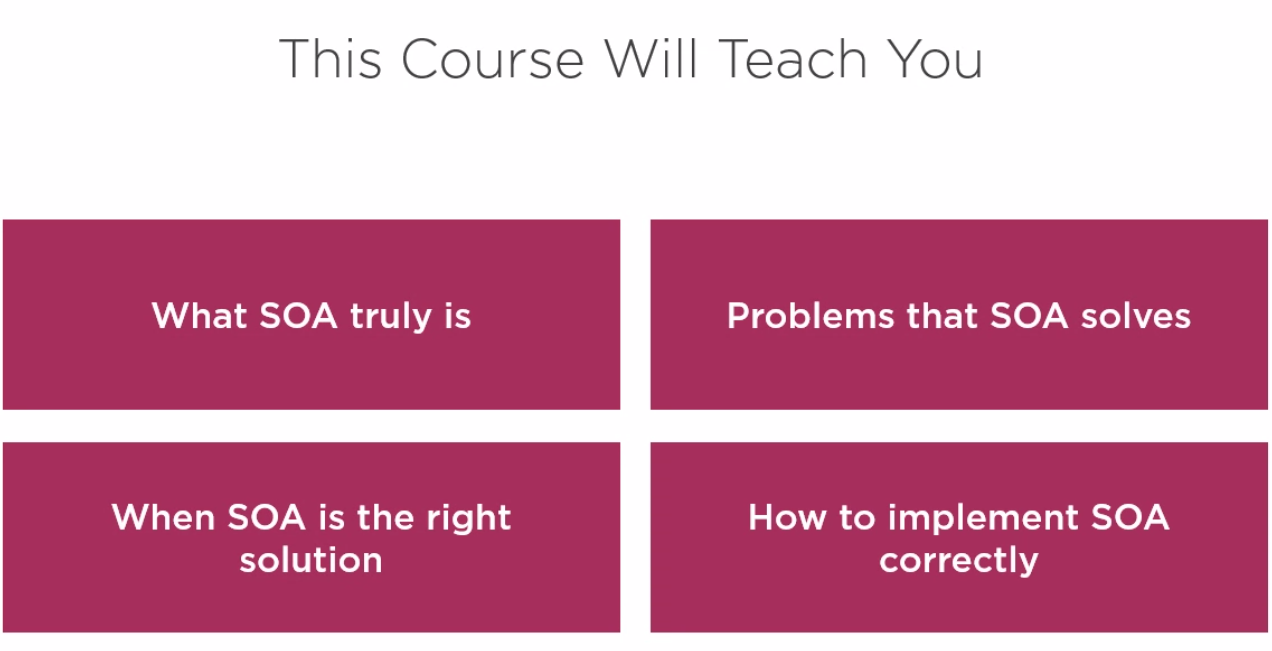 This Course Will Teach You
What SOA truly is
Problems that SOA solves
When SOA is the right
solution
How to implement SOA
correctly